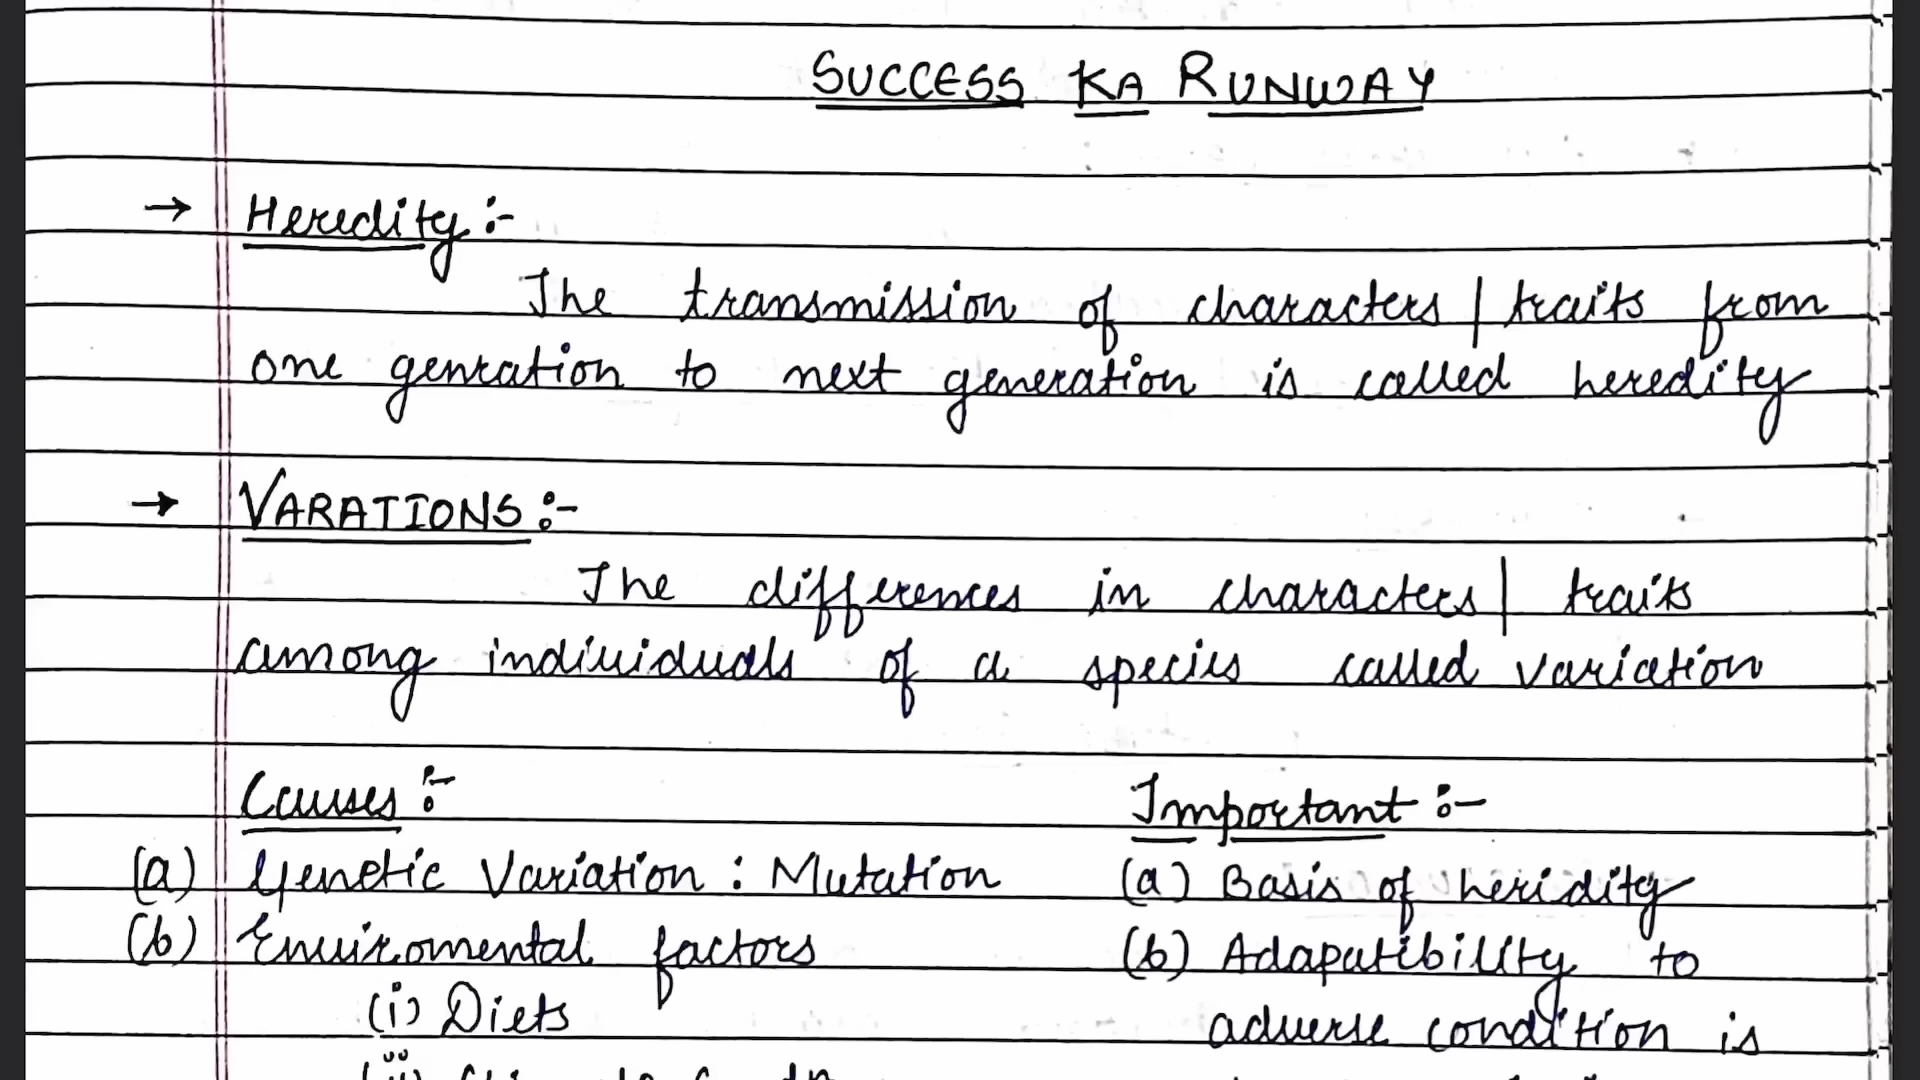 SUCCESS KA RUNWAY
→ Heredity :-
The transmission of characters | traits from
one genration to next generation is called heredity
→ VARATIONS :-
The differences in characters | traits
among individuals of a species called variation
Causes :-
(a) Genetic Variation : Mutation
(b) Enviromental factors
(i) Diets
Important :-
(a) Basis of heridity
(b) Adapatibility to
adverse condition is